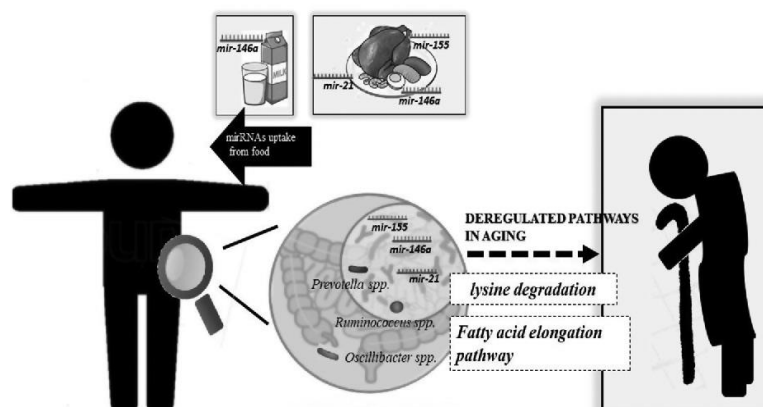 mir-146a
MILK
mir-155
mir-21
mir-146a
mirRNAs uptake
from food
mir-155
mir-146a
mir-21
Prevotella spp.
Ruminococcus spp.
Oscillibacter spp.
DEREGULATED PATHWAYS
IN AGING
lysine degradation
Fatty acid elongation
pathway